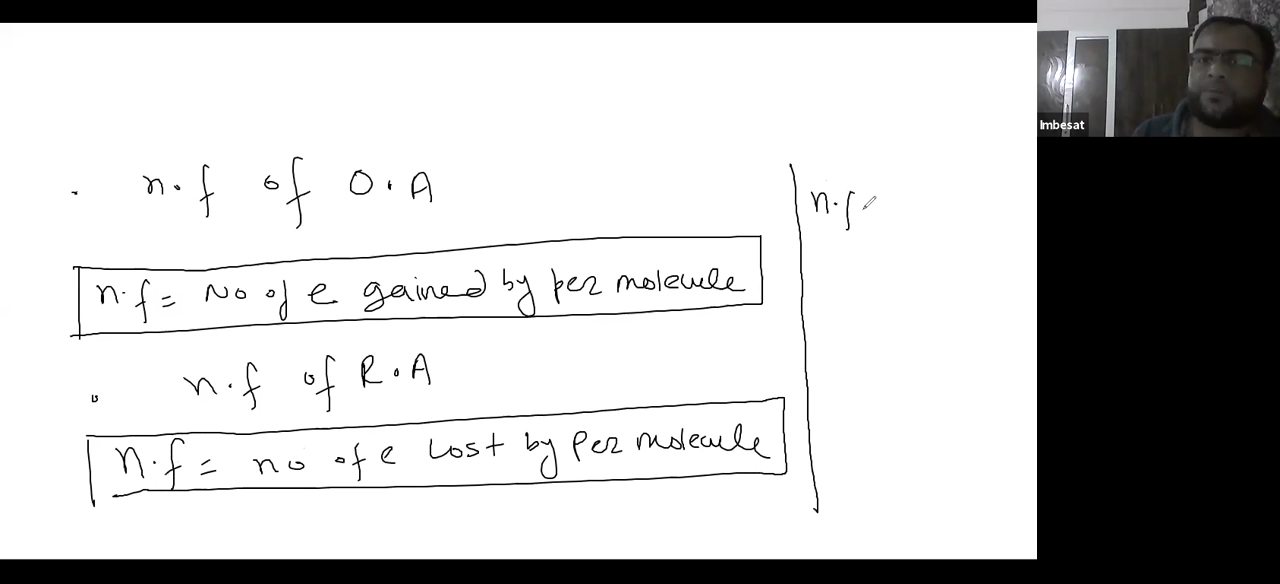 n.f of O.A
n.f = No of e gained by per molecule
n.f of R.A
n.f = no of e Lost by Per molecule
n.f
Imbesat